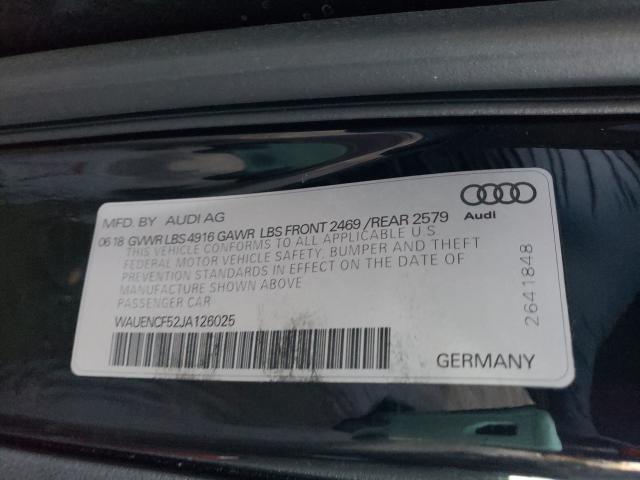 MFD. BY AUDI AG
06 18 GVWR LBS 4916 GAWR LBS FRONT 2469 /REAR 2579
THIS VEHICLE CONFORMS TO ALL APPLICABLE U.S
FEDERAL MOTOR VEHICLE SAFETY, BUMPER AND THEFT
PREVENTION STANDARDS IN EFFECT ON THE DATE OF
MANUFACTURE SHOWN ABOVE
PASSENGER CAR
WAUENCF52JA126025
Audi
2641848
GERMANY